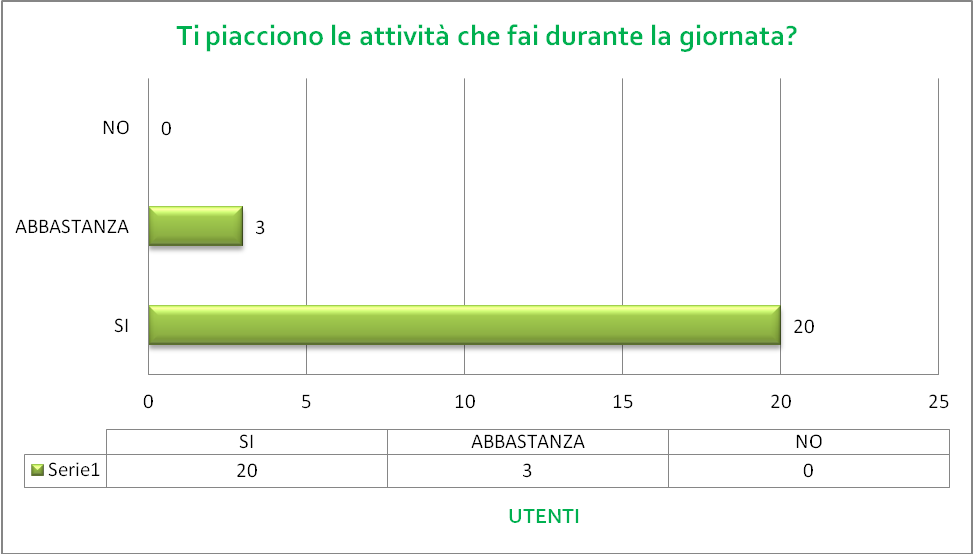 Ti piacciono le attività che fai durante la giornata?
NO 0
ABBASTANZA 3
SI 20
0 5 10 15 20 25
SI ABBASTANZA NO
Serie1 20 3 0
UTENTI